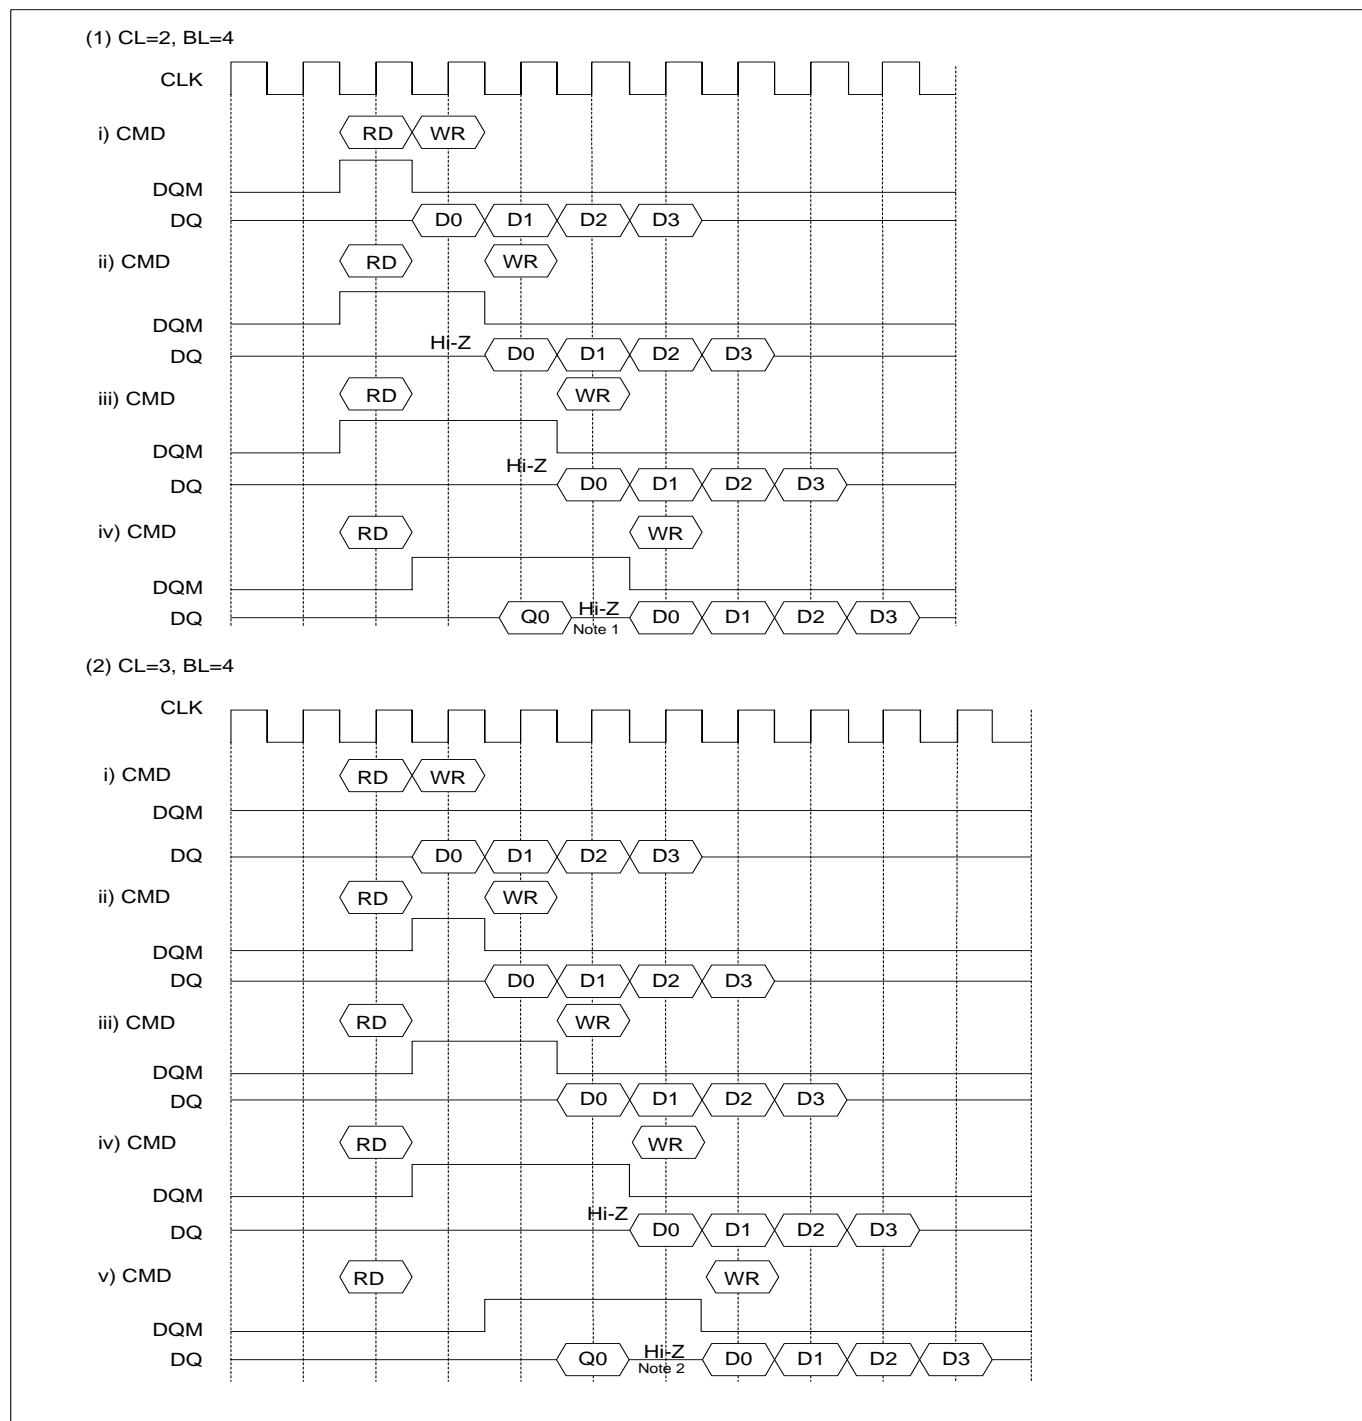 (1) CL=2, BL=4
CLK
i) CMD RD WR
DQM
DQ D0 D1 D2 D3
ii) CMD RD WR
DQM
DQ Hi-Z D0 D1 D2 D3
iii) CMD RD WR
DQM
DQ Hi-Z D0 D1 D2 D3
iv) CMD RD WR
DQM
DQ Q0 Hi-Z D0 D1 D2 D3
Note 1
(2) CL=3, BL=4
CLK
i) CMD RD WR
DQM
DQ D0 D1 D2 D3
ii) CMD RD WR
DQM
DQ D0 D1 D2 D3
iii) CMD RD WR
DQM
DQ D0 D1 D2 D3
iv) CMD RD WR
DQM
DQ Hi-Z D0 D1 D2 D3
v) CMD RD WR
DQM
DQ Q0 Hi-Z D0 D1 D2 D3
Note 2